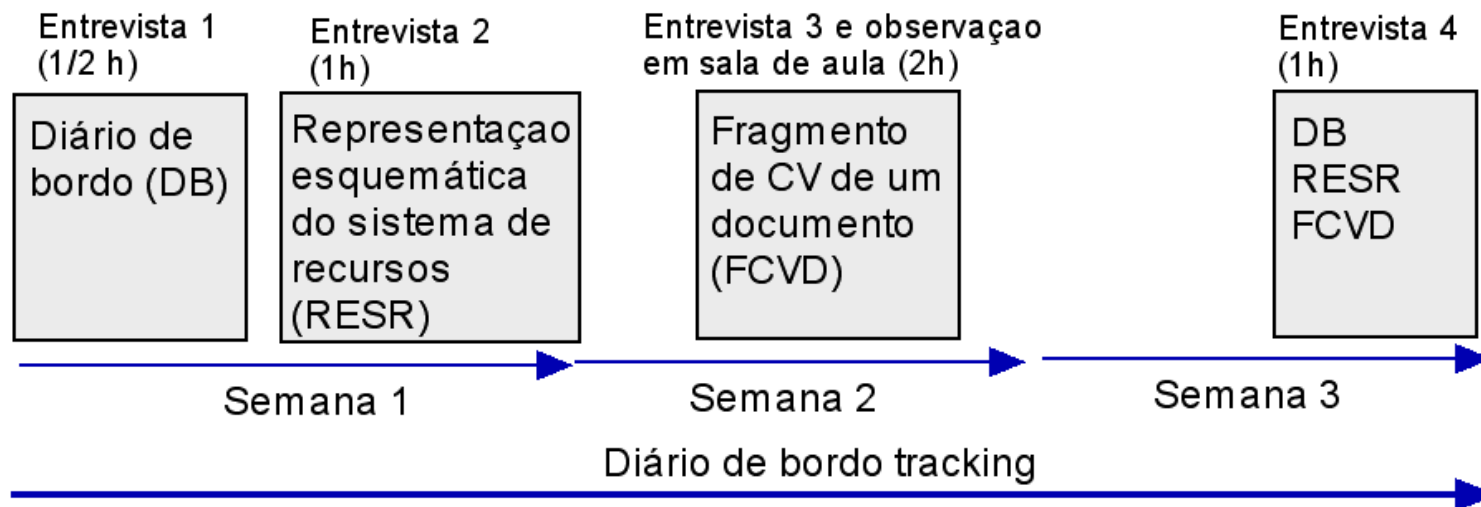 Entrevista 1
(1/2 h)
Entrevista 2
(1h)
Entrevista 3 e observaçao
em sala de aula (2h)
Entrevista 4
(1h)
Diário de
bordo (DB)
Representaçao
esquemática
do sistema de
recursos
(RESR)
Fragmento
de CV de um
documento
(FCVD)
DB
RESR
FCVD
Semana 1
Semana 2
Semana 3
Diário de bordo tracking